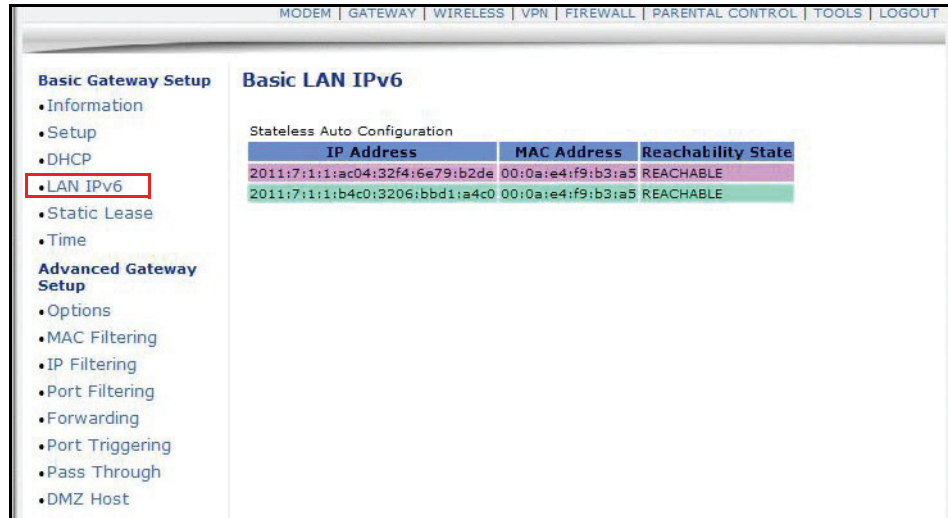 MODEM | GATEWAY | WIRELESS | VPN | FIREWALL | PARENTAL CONTROL | TOOLS | LOGOUT
Basic Gateway Setup
•Information
•Setup
•DHCP
•LAN IPv6
•Static Lease
•Time
Advanced Gateway
Setup
•Options
•MAC Filtering
•IP Filtering
•Port Filtering
•Forwarding
•Port Triggering
•Pass Through
•DMZ Host
Basic LAN IPv6
Stateless Auto Configuration
IP Address MAC Address Reachability State
2011:7:1:1:ac04:32f4:6e79:b2de 00:0a:e4:f9:b3:a5 REACHABLE
2011:7:1:1:b4c0:3206:bbd1:a4c0 00:0a:e4:f9:b3:a5 REACHABLE